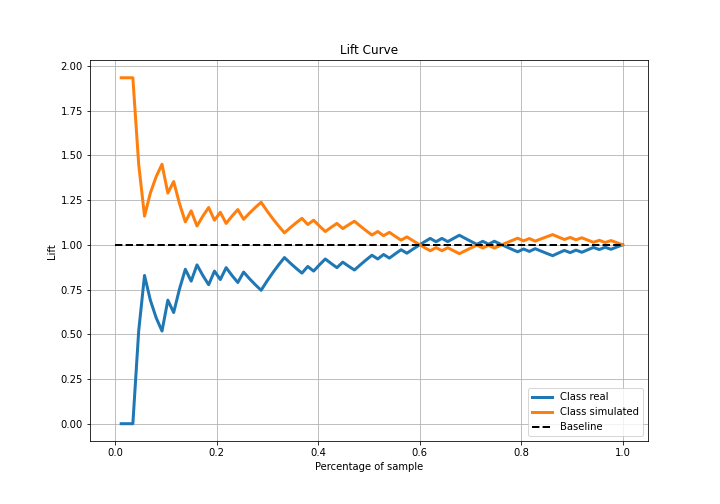 Lift Curve
2.00
1.75
1.50
1.25
1.00
0.75
0.50
0.25
0.00
Lift
0.0 0.2 0.4 0.6 0.8 1.0
Percentage of sample
Class real
Class simulated
Baseline